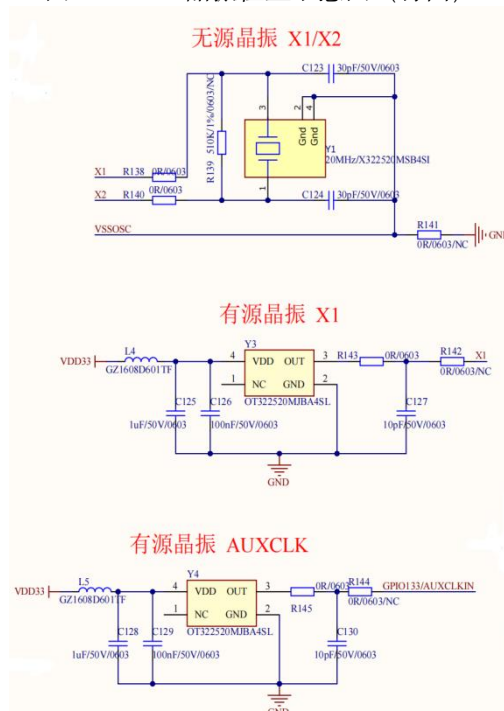 无源晶振 X1/X2
C123 30pF/50V/0603
3
2
4
Gnd
Gnd
R139 510K/1%/0603/NC
Y1
20MHz/X322520MSB4SI
X1 R138 0R/0603
0R/0603
X2 R140
1
C124 30pF/50V/0603
VSSOSC
R141
0R/0603/NC
GND
有源晶振 X1
L4
Y3
VDD33
GZ1608D601TF
4 VDD OUT 3
R143 0R/0603
R142 X1
0R/0603/NC
1 NC GND 2
OT322520MJBA4SL
C125
1uF/50V/0603
C126
100nF/50V/0603
C127
10pF/50V/0603
GND
有源晶振 AUXCLK
L5
Y4
VDD33
GZ1608D601TF
4 VDD OUT 3
0R/0603
R145
R144 GPIO133/AUXCLKIN
0R/0603/NC
1 NC GND 2
OT322520MJBA4SL
C128
1uF/50V/0603
C129
100nF/50V/0603
C130
10pF/50V/0603
GND